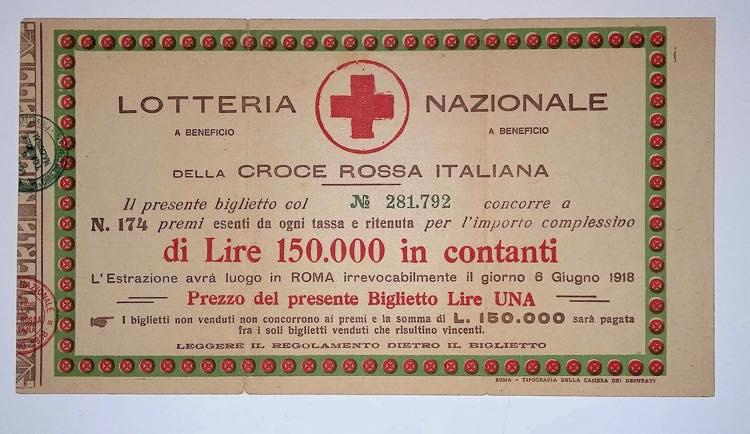 LOTTERIA NAZIONALE
A BENEFICIO A BENEFICIO
DELLA CROCE ROSSA ITALIANA
Il presente biglietto col № 281.792 concorre a
N. 174 premi esenti da ogni tassa e ritenuta per l'importo complessino
di Lire 150.000 in contanti
L'Estrazione avrà luogo in ROMA irrevocabilmente il giorno 6 Giugno 1918
Prezzo del presente Biglietto Lire UNA
I biglietti non venduti non concorrono ai premi e la somma di L. 150.000 sarà pagata
fra i soli biglietti venduti che risultino vincenti.
LEGGERE IL REGOLAMENTO DIETRO IL BIGLIETTO
ROMA - TIPOGRAFIA DELLA CAMERA DEI DEPUTATI